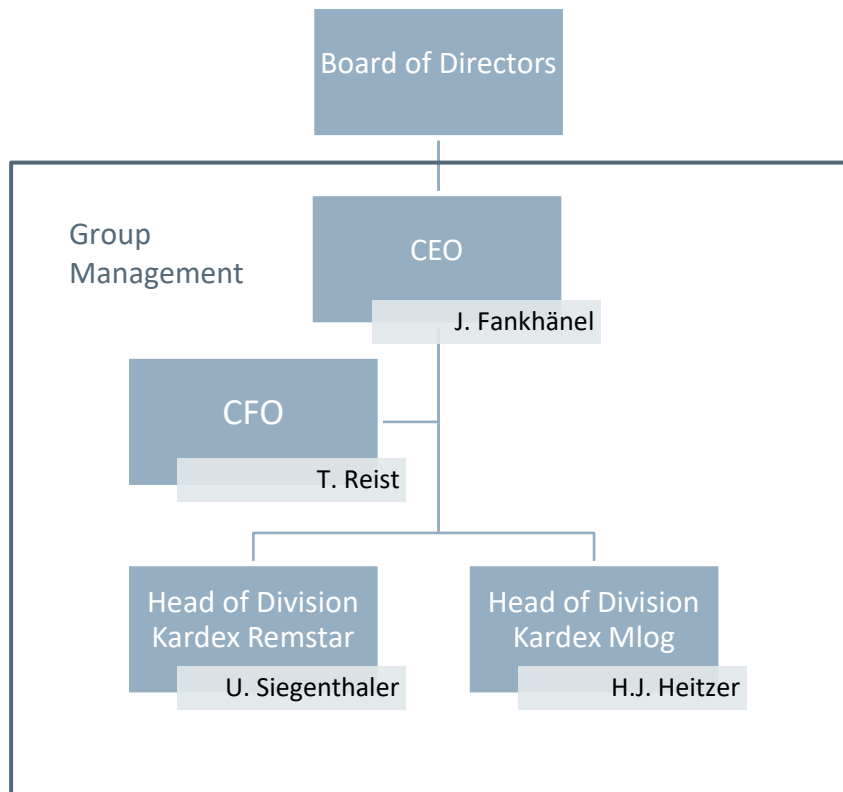 Board of Directors
Group
Management
CEO
J. Fankhänel
CFO
T. Reist
Head of Division
Kardex Remstar
U. Siegenthaler
Head of Division
Kardex Mlog
H.J. Heitzer